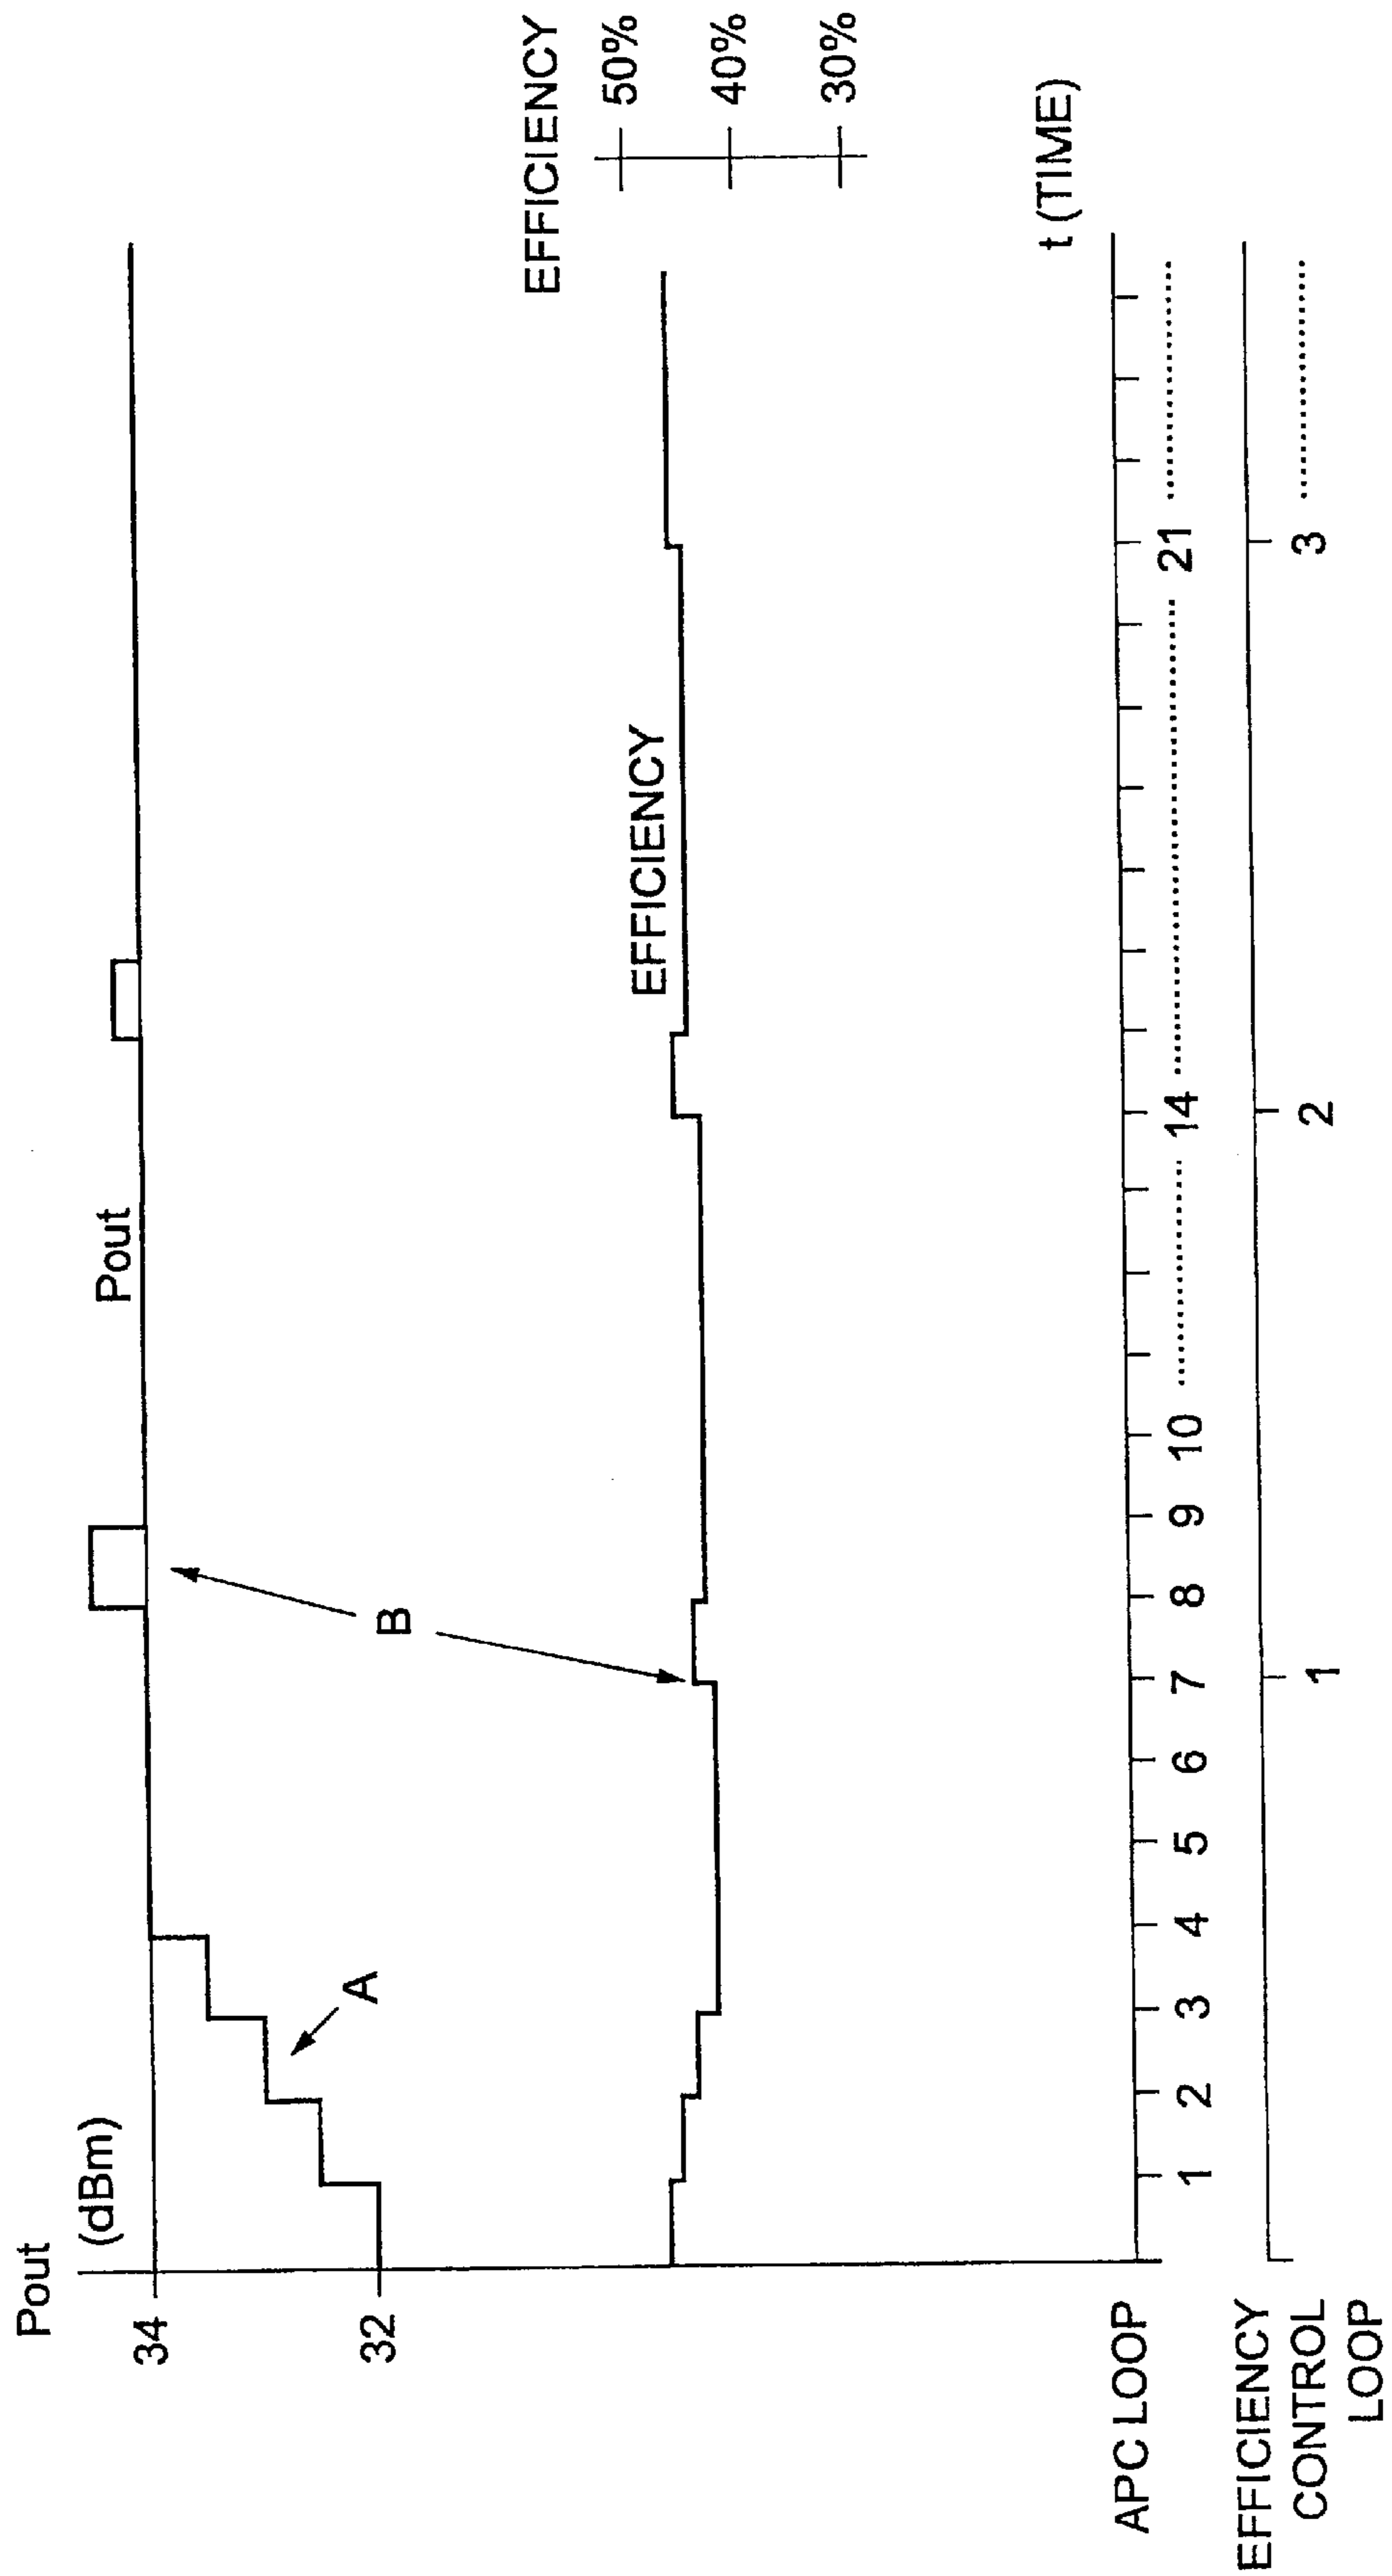 Pout
(dBm)
34
32
Pout
A
B
EFFICIENCY
EFFICIENCY
50%
40%
30%
t (TIME)
APC LOOP
1 2 3 4 5 6 7 8 9 10 14 21
EFFICIENCY
CONTROL
LOOP
1 2 3